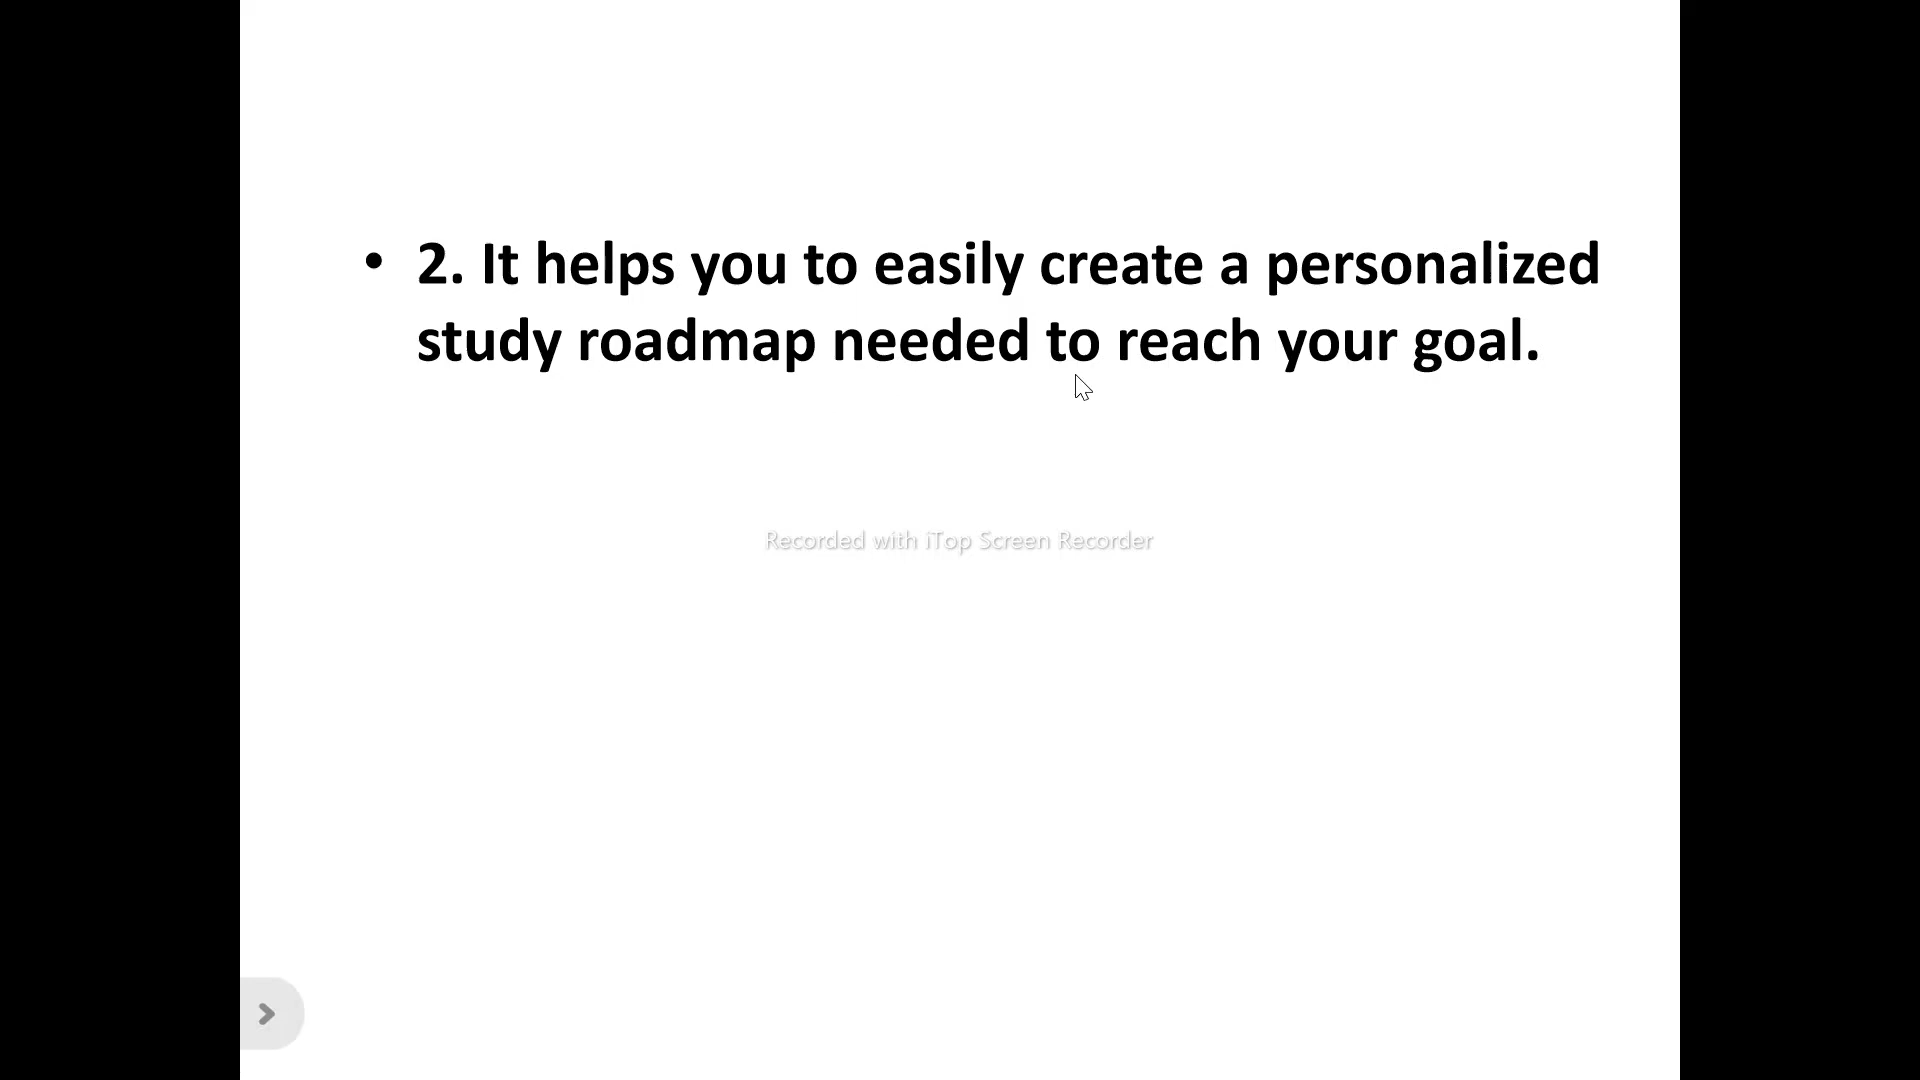 • 2. It helps you to easily create a personalized
study roadmap needed to reach your goal.
Recorded with iTop Screen Recorder